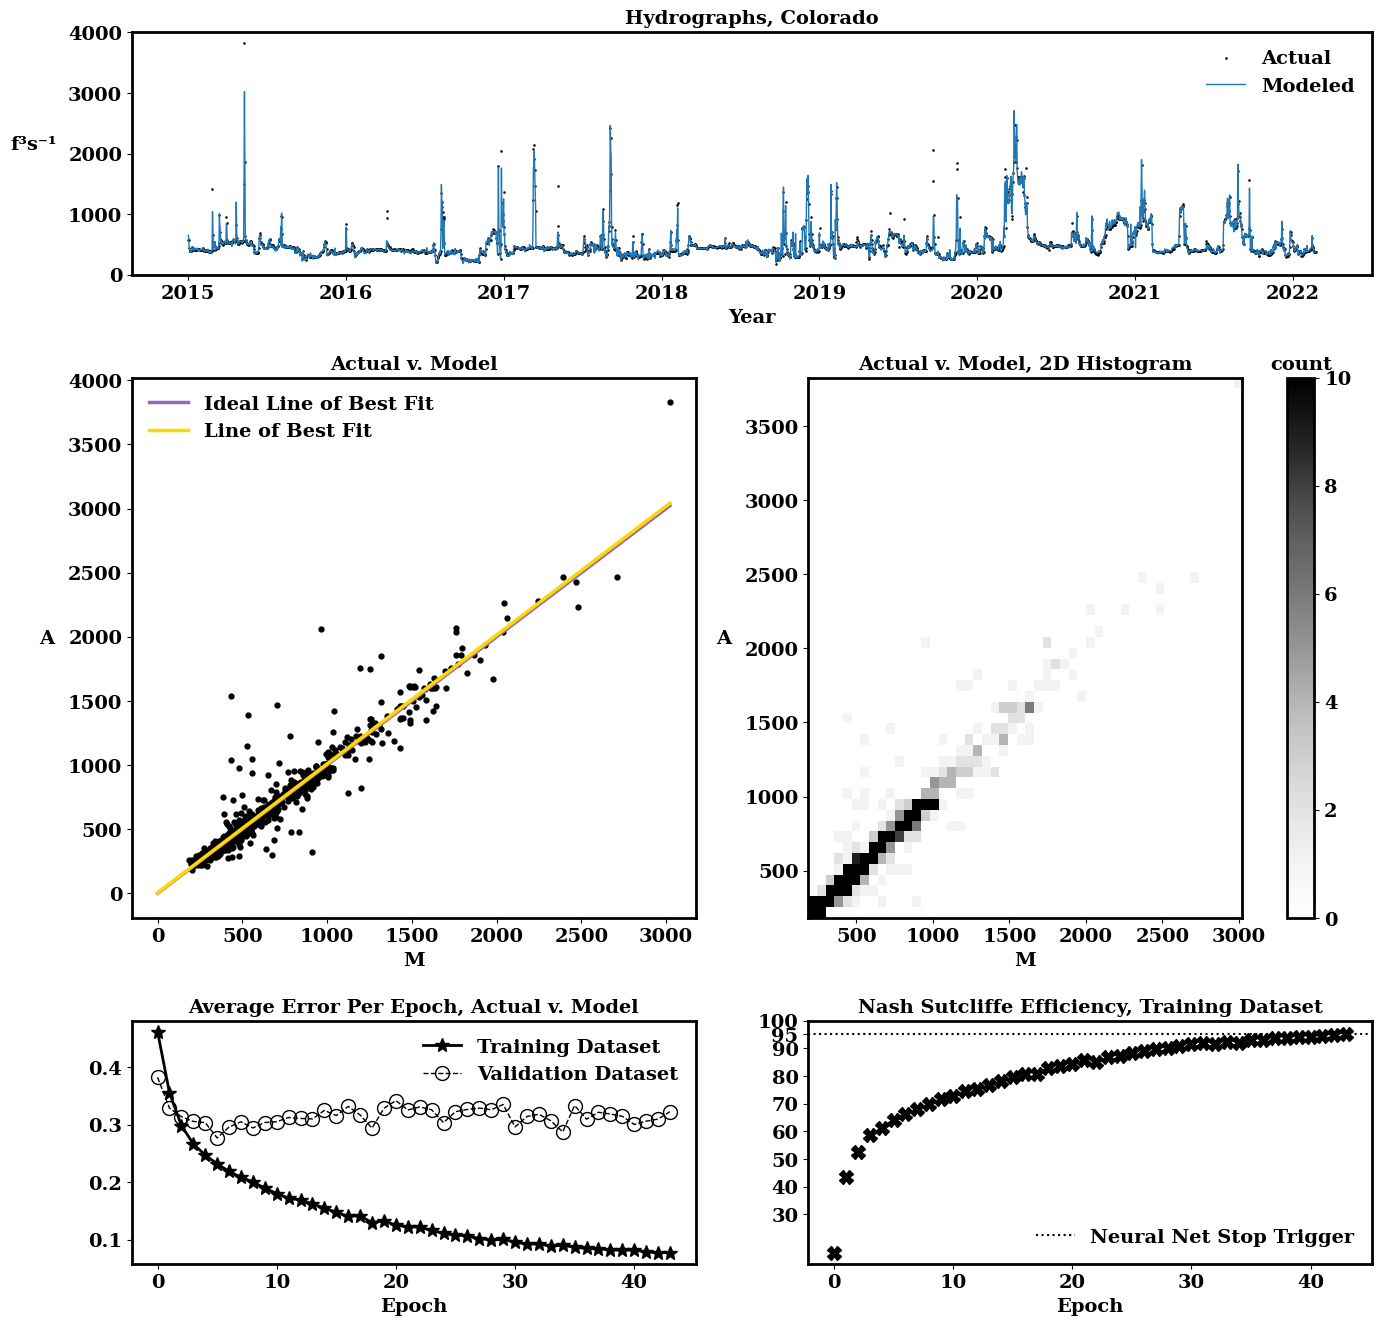 Hydrographs, Colorado
4000
3000
f³s⁻¹
2000
1000
0
Actual
Modeled
2015 2016 2017 2018 2019 2020 2021 2022
Year
Actual v. Model
4000
3500
3000
2500
2000
A
1500
1000
500
0
Ideal Line of Best Fit
Line of Best Fit
0 500 1000 1500 2000 2500 3000
M
Actual v. Model, 2D Histogram
3500
3000
2500
2000
A
1500
1000
500
500 1000 1500 2000 2500 3000
M
count
10
8
6
4
2
0
Average Error Per Epoch, Actual v. Model
0.4
0.3
0.2
0.1
Training Dataset
Validation Dataset
0 10 20 30 40
Epoch
Nash Sutcliffe Efficiency, Training Dataset
100
95
90
80
70
60
50
40
30
Neural Net Stop Trigger
0 10 20 30 40
Epoch